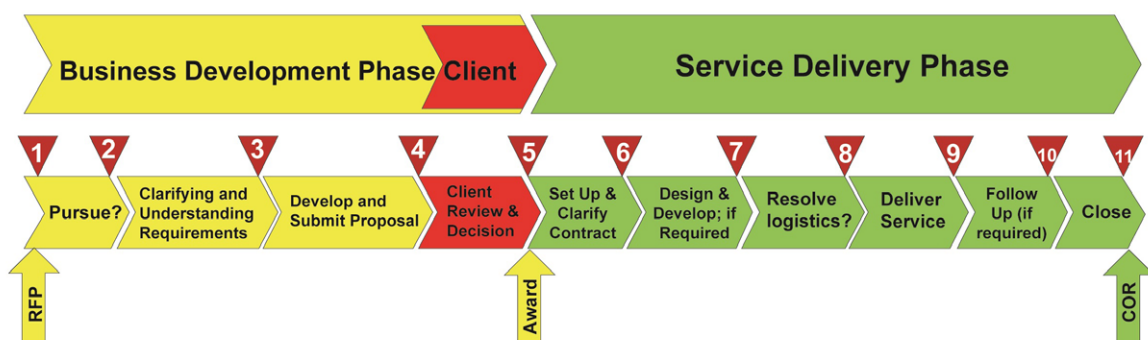 Business Development Phase Client
Service Delivery Phase
1
2
3
4
5
6
7
8
9
10
11
Pursue?
Clarifying and
Understanding
Requirements
Develop and
Submit Proposal
Client
Review &
Decision
Set Up &
Clarify
Contract
Design &
Develop; if
Required
Resolve
logistics?
Deliver
Service
Follow
Up (if
required)
Close
RFP
Award
COR